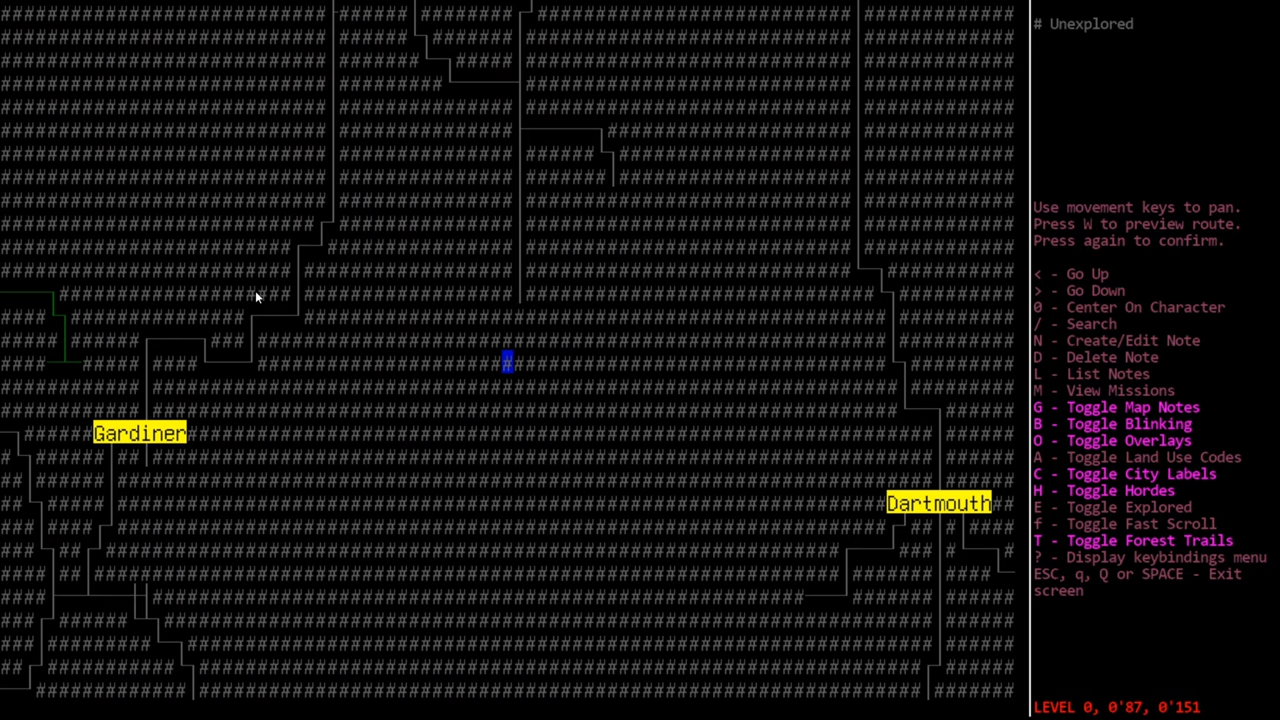 # Unexplored
Use movement keys to pan.
Press W to preview route.
Press again to confirm.
< - Go Up
> - Go Down
0 - Center On Character
/ - Search
N - Create/Edit Note
D - Delete Note
L - List Notes
M - View Missions
G - Toggle Map Notes
B - Toggle Blinking
O - Toggle Overlays
A - Toggle Land Use Codes
C - Toggle City Labels
H - Toggle Hordes
E - Toggle Explored
f - Toggle Fast Scroll
T - Toggle Forest Trails
? - Display keybindings menu
ESC, q, Q or SPACE - Exit
screen
Gardiner
Dartmouth
LEVEL 0, 0'87, 0'151